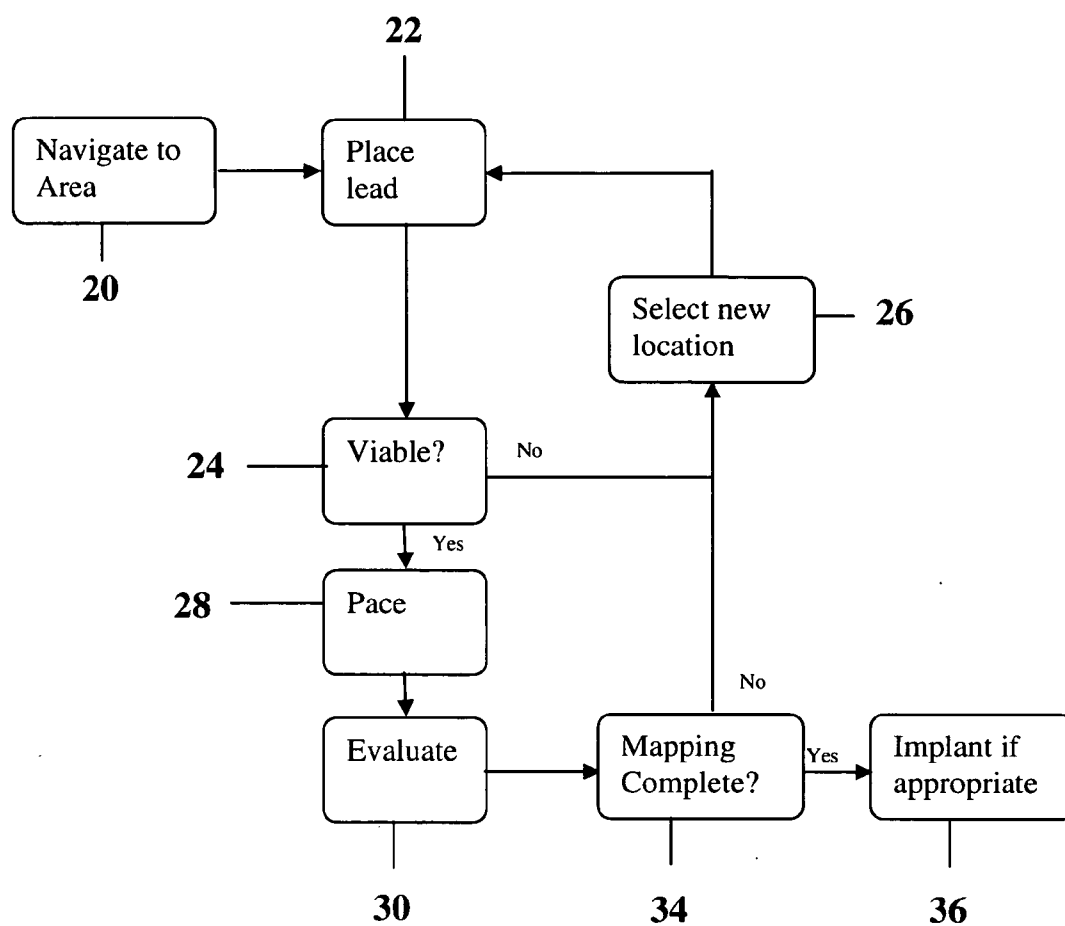 22
Navigate to
Area
Place
lead
20
Select new
location
26
Viable?
24
No
Yes
Pace
28
Evaluate
Mapping
Complete?
No
Yes
Implant if
appropriate
30
34
36